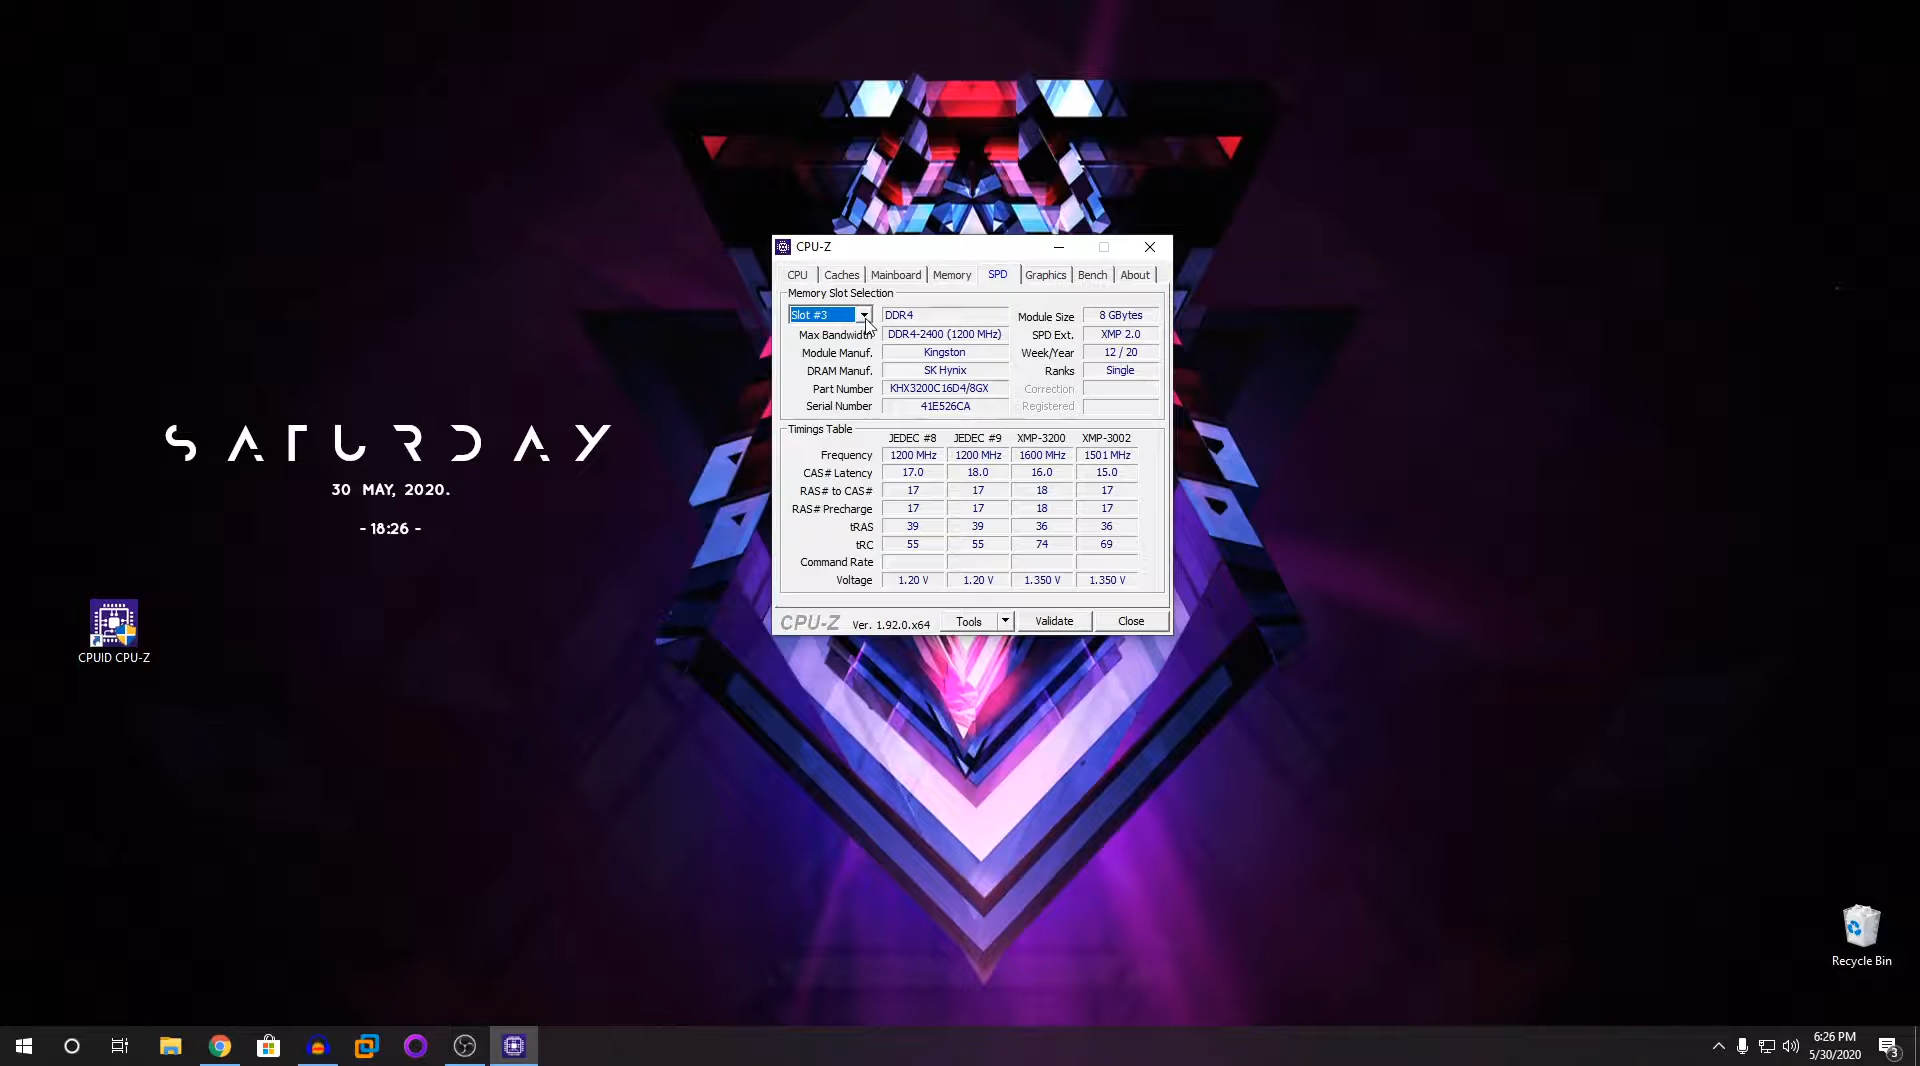 CPU-Z
CPU Caches Mainboard Memory SPD Graphics Bench About
Memory Slot Selection
Slot #3 DDR4 Module Size 8 GBytes
Max Bandwidth DDR4-2400 (1200 MHz) SPD Ext. XMP 2.0
Module Manuf. Kingston Week/Year 12 / 20
DRAM Manuf. SK Hynix Ranks Single
Part Number KHX3200C16D4/8GX Correction
Serial Number 41E526CA Registered
Timings Table
JEDEC #8 JEDEC #9 XMP-3200 XMP-3002
Frequency 1200 MHz 1200 MHz 1600 MHz 1501 MHz
CAS# Latency 17.0 18.0 16.0 15.0
RAS# to CAS# 17 17 18 17
RAS# Precharge 17 17 18 17
tRAS 39 39 36 36
tRC 55 55 74 69
Command Rate
Voltage 1.20 V 1.20 V 1.350 V 1.350 V
CPU-Z Ver. 1.92.0.x64 Tools Validate Close
SATURDAY
30 MAY, 2020.
- 18:26 -
CPUID CPU-Z
Recycle Bin
6:26 PM
5/30/2020
3